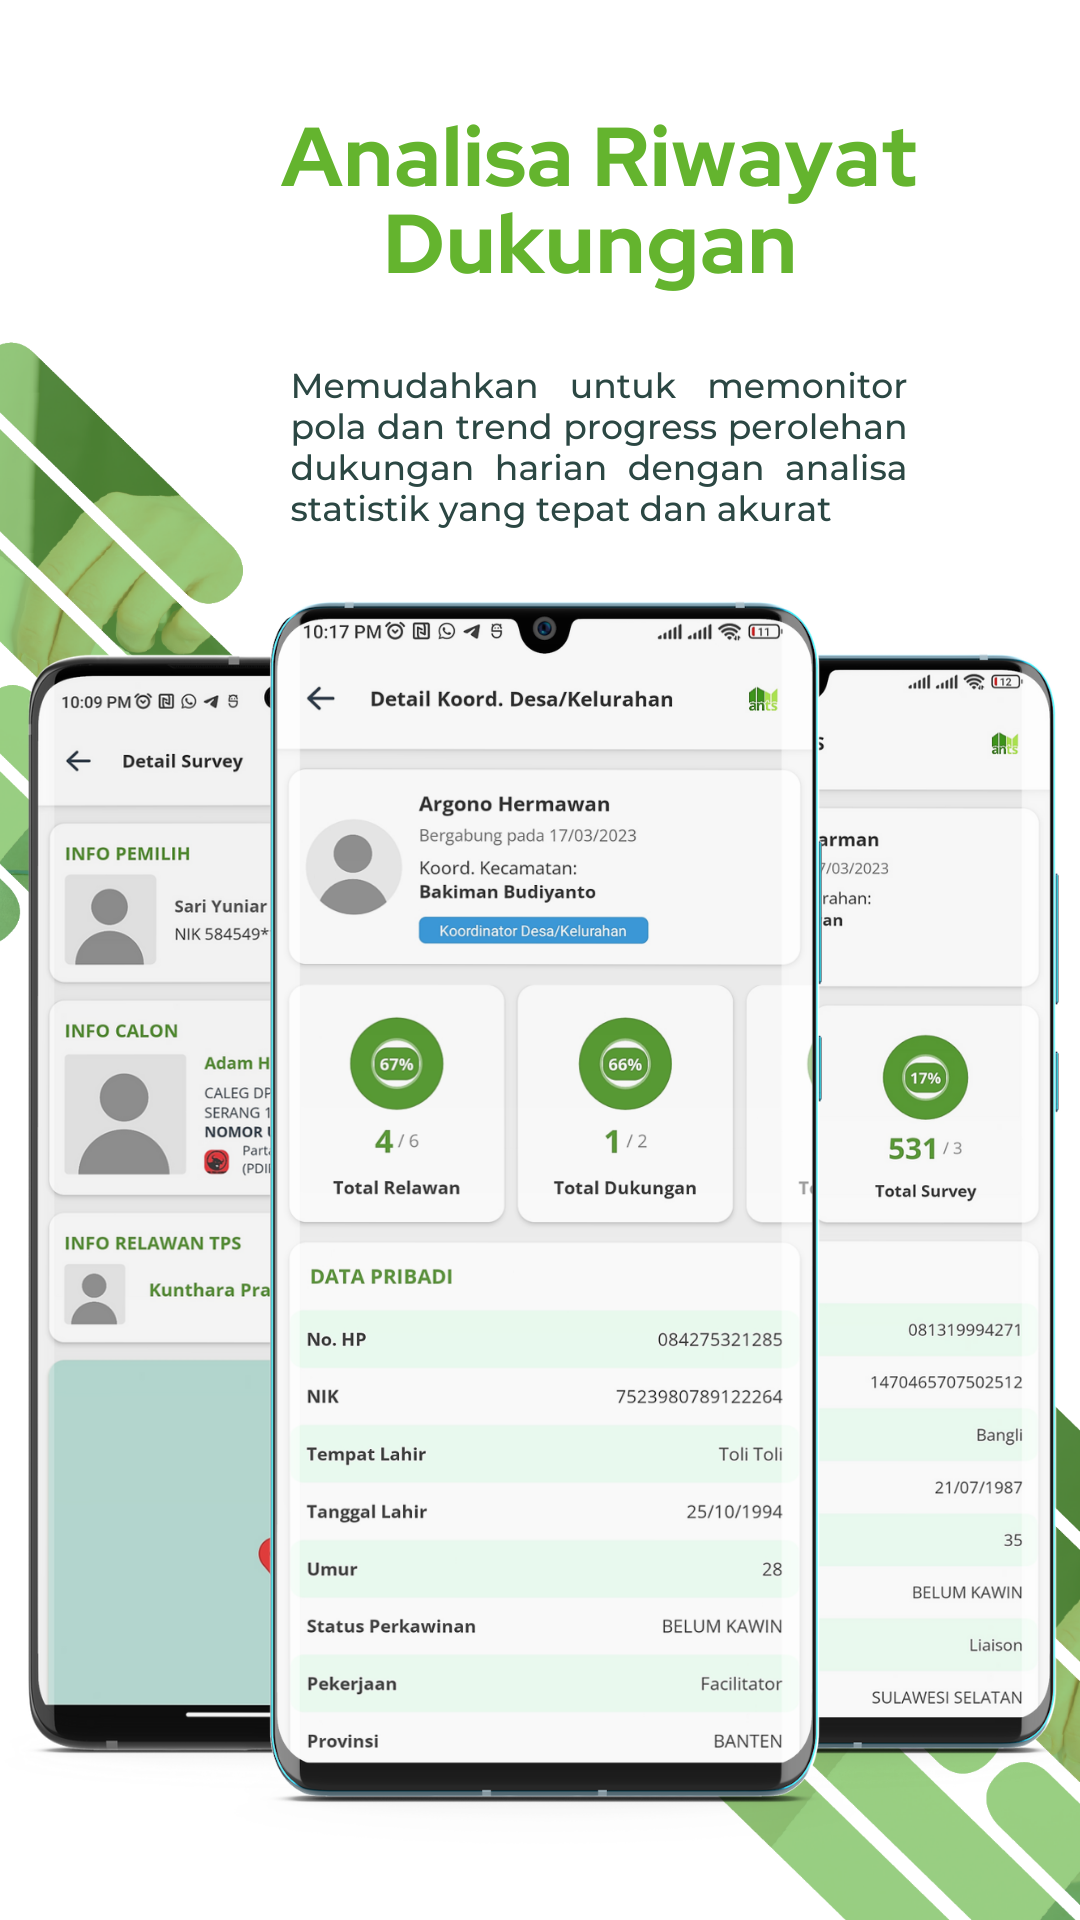 Analisa Riwayat
Dukungan
Memudahkan untuk memonitor
pola dan trend progress perolehan
dukungan harian dengan analisa
statistik yang tepat dan akurat
10:09 PM
Detail Survey
INFO PEMILIH
Sari Yuniar
NIK 584549*
INFO CALON
Adam H
CALEG DP
SERANG 1
NOMOR
Part
(PDI
INFO RELAWAN TPS
Kunthara Pra
10:17 PM
11
Detail Koord. Desa/Kelurahan
ants
Argono Hermawan
Bergabung pada 17/03/2023
Koord. Kecamatan:
Bakiman Budiyanto
Koordinator Desa/Kelurahan
67%
4 / 6
Total Relawan
66%
1 / 2
Total Dukungan
DATA PRIBADI
No. HP 084275321285
NIK 7523980789122264
Tempat Lahir Toli Toli
Tanggal Lahir 25/10/1994
Umur 28
Status Perkawinan BELUM KAWIN
Pekerjaan Facilitator
Provinsi BANTEN
12
ants
arman
/03/2023
rahan:
an
17%
531 / 3
Total Survey
081319994271
1470465707502512
Bangli
21/07/1987
35
BELUM KAWIN
Liaison
SULAWESI SELATAN